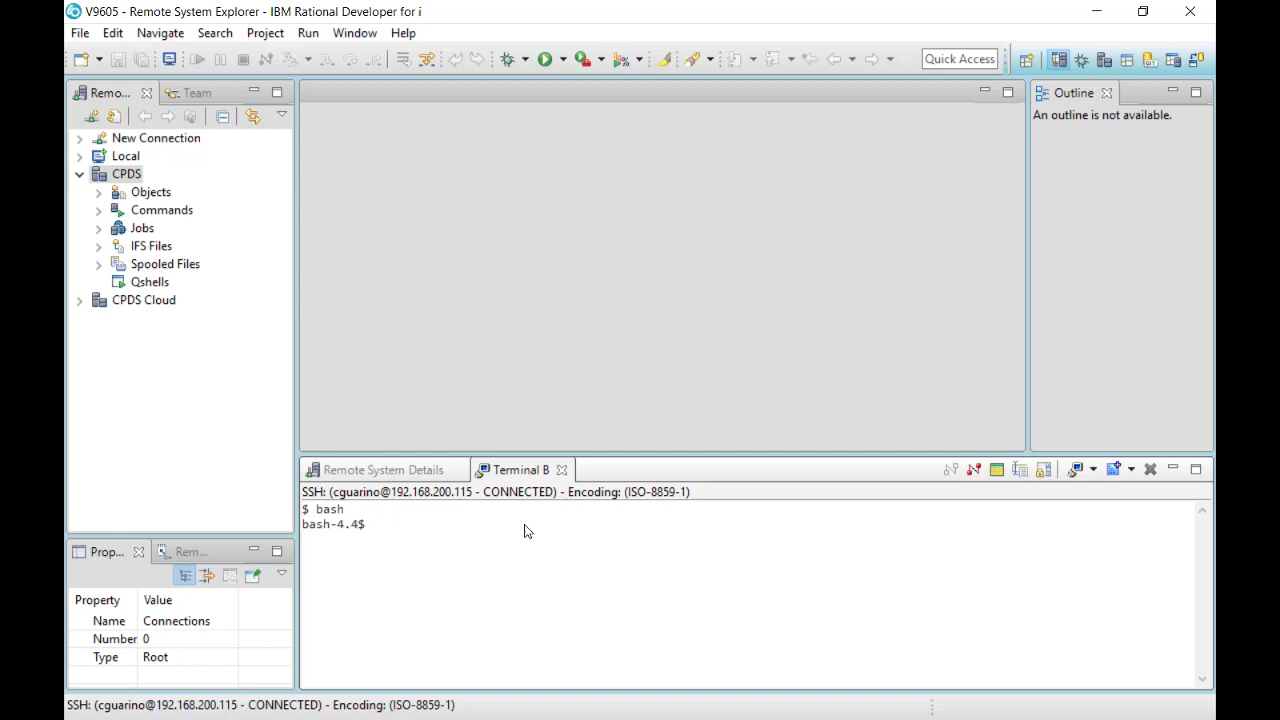 V9605 - Remote System Explorer - IBM Rational Developer for i
File Edit Navigate Search Project Run Window Help
Quick Access
Remo...
Team
New Connection
Local
CPDS
Objects
Commands
Jobs
IFS Files
Spooled Files
Qshells
CPDS Cloud
Outline
An outline is not available.
Remote System Details
Terminal B
SSH: (cguarino@192.168.200.115 - CONNECTED) - Encoding: (ISO-8859-1)
$ bash
bash-4.4$
Prop...
Rem...
Property Value
Name Connections
Number 0
Type Root
SSH: (cguarino@192.168.200.115 - CONNECTED) - Encoding: (ISO-8859-1)